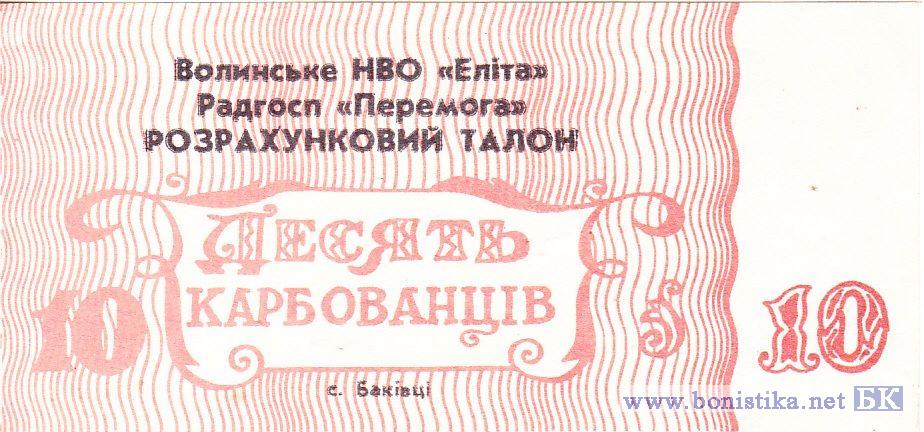 Волинське НВО «Еліта»
Радгосп «Перемога»
РОЗРАХУНКОВИЙ ТАЛОН
ДЕСЯТЬ
КАРБОВАНЦІВ
10
10
с. Баківці
www.bonistika.net БК